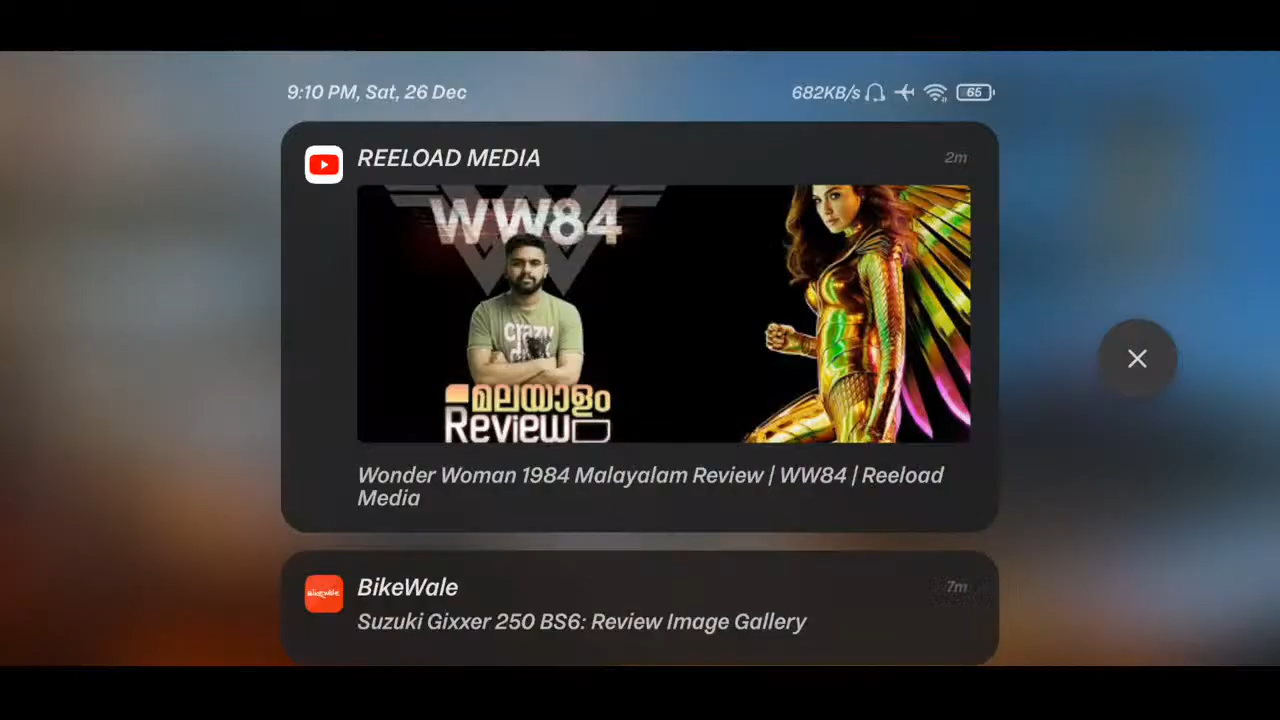 9:10 PM, Sat, 26 Dec
682KB/s
65
REELOAD MEDIA
2m
WW84
crazy
മലയാളം
Review
Wonder Woman 1984 Malayalam Review | WW84 | Reeload
Media
BikeWale
7m
bikewale
Suzuki Gixxer 250 BS6: Review Image Gallery